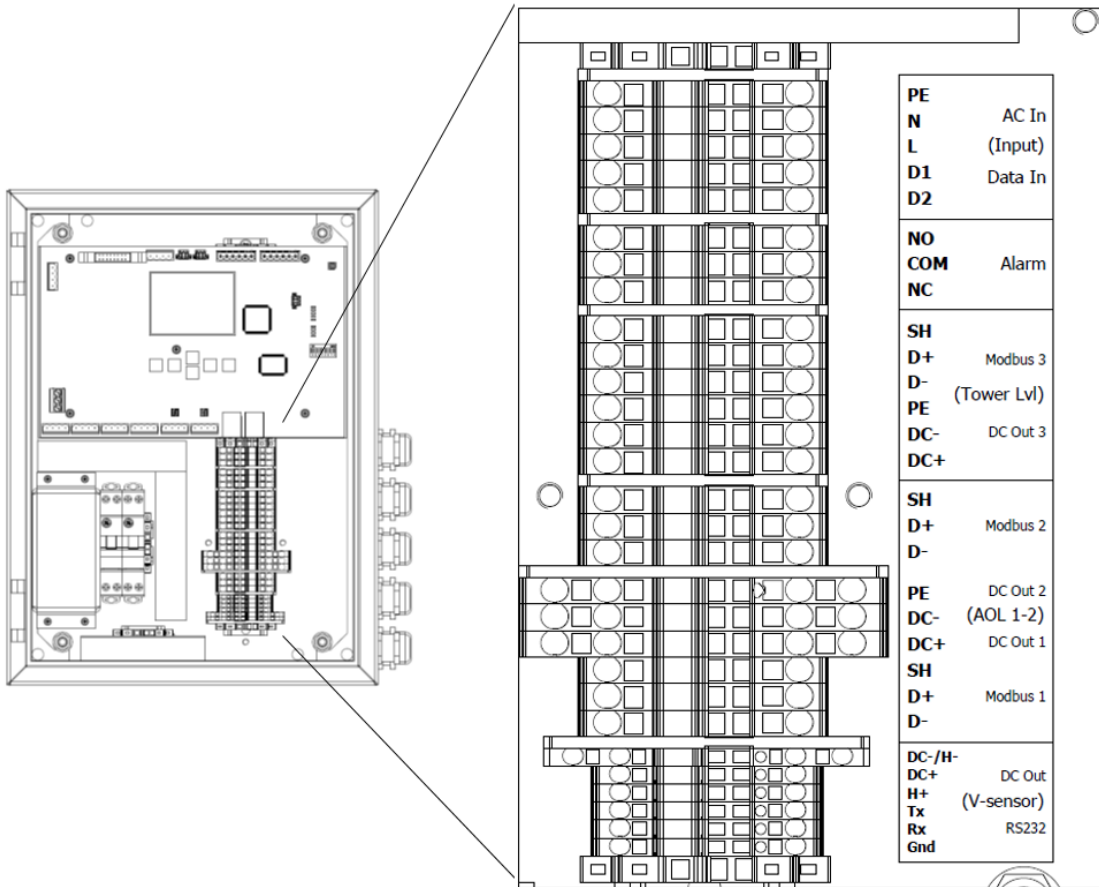 PE
N AC In
L (Input)
D1 Data In
D2
NO
COM Alarm
NC
SH
D+ Modbus 3
D-
(Tower Lvl)
PE
DC- DC Out 3
DC+
SH
D+ Modbus 2
D-
PE DC Out 2
DC- (AOL 1-2)
DC+ DC Out 1
SH
D+ Modbus 1
D-
DC-/H-
DC+ DC Out
H+
(V-sensor)
Tx
Rx RS232
Gnd